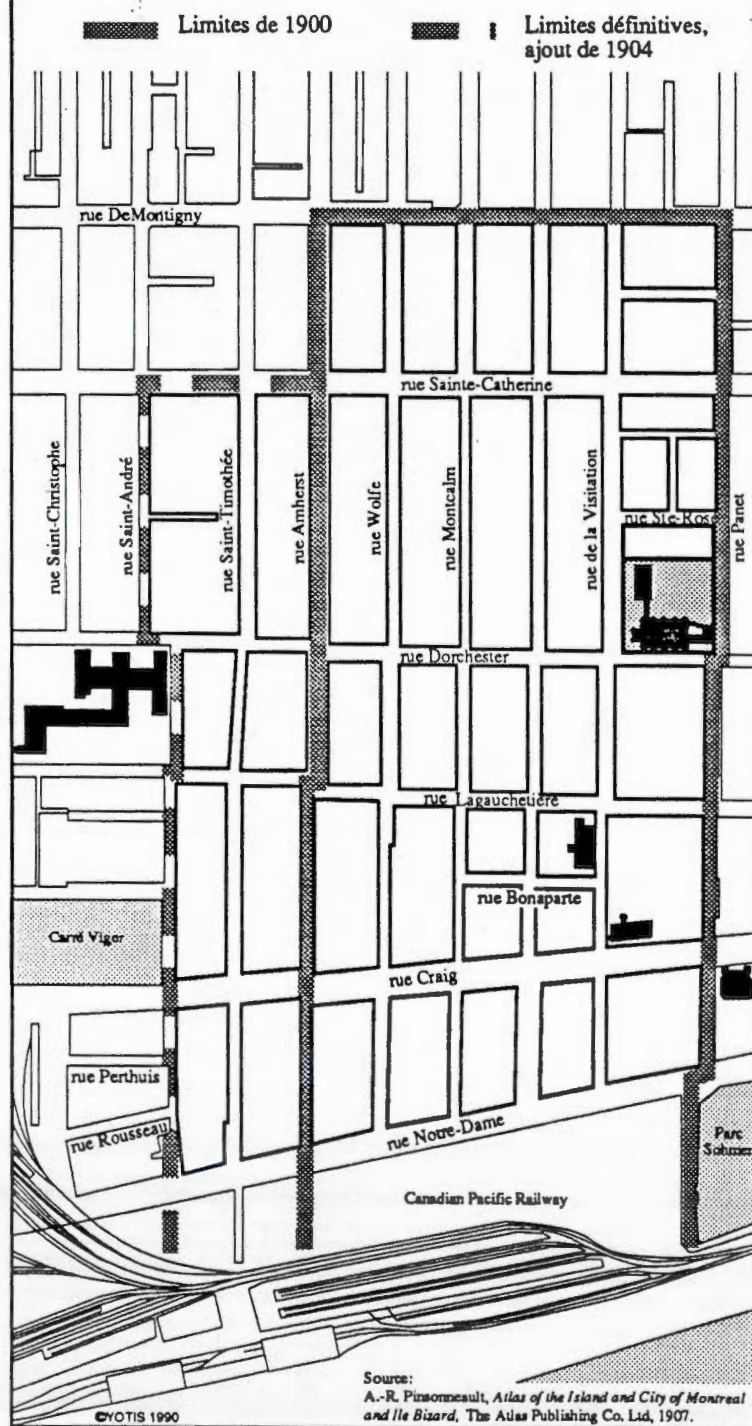 Limites de 1900
Limites définitives,
ajout de 1904
rue DeMontigny
rue Sainte-Catherine
rue Saint-Christophe
rue Saint-André
rue Saint-Timothée
rue Amherst
rue Wolfe
rue Montcalm
rue de la Visitation
rue Ste-Rose
rue Panet
rue Dorchester
rue Lagauchetière
rue Bonaparte
Carré Viger
rue Craig
rue Perthuis
rue Rousseau
rue Notre-Dame
Parc
Sohmer
Canadian Pacific Railway
Source:
A.-R. Pinsonneault, Atlas of the Island and City of Montreal
and Ile Bizard, The Atlas Publishing Co. Ltd, 1907.
©YOTIS 1990